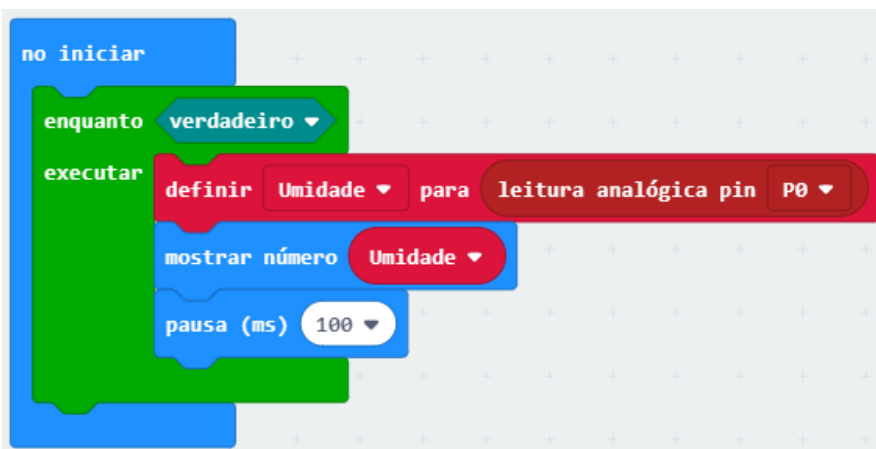 no iniciar
enquanto verdadeiro
executar
definir Umidade para leitura analógica pin P0
mostrar número Umidade
pausa (ms) 100